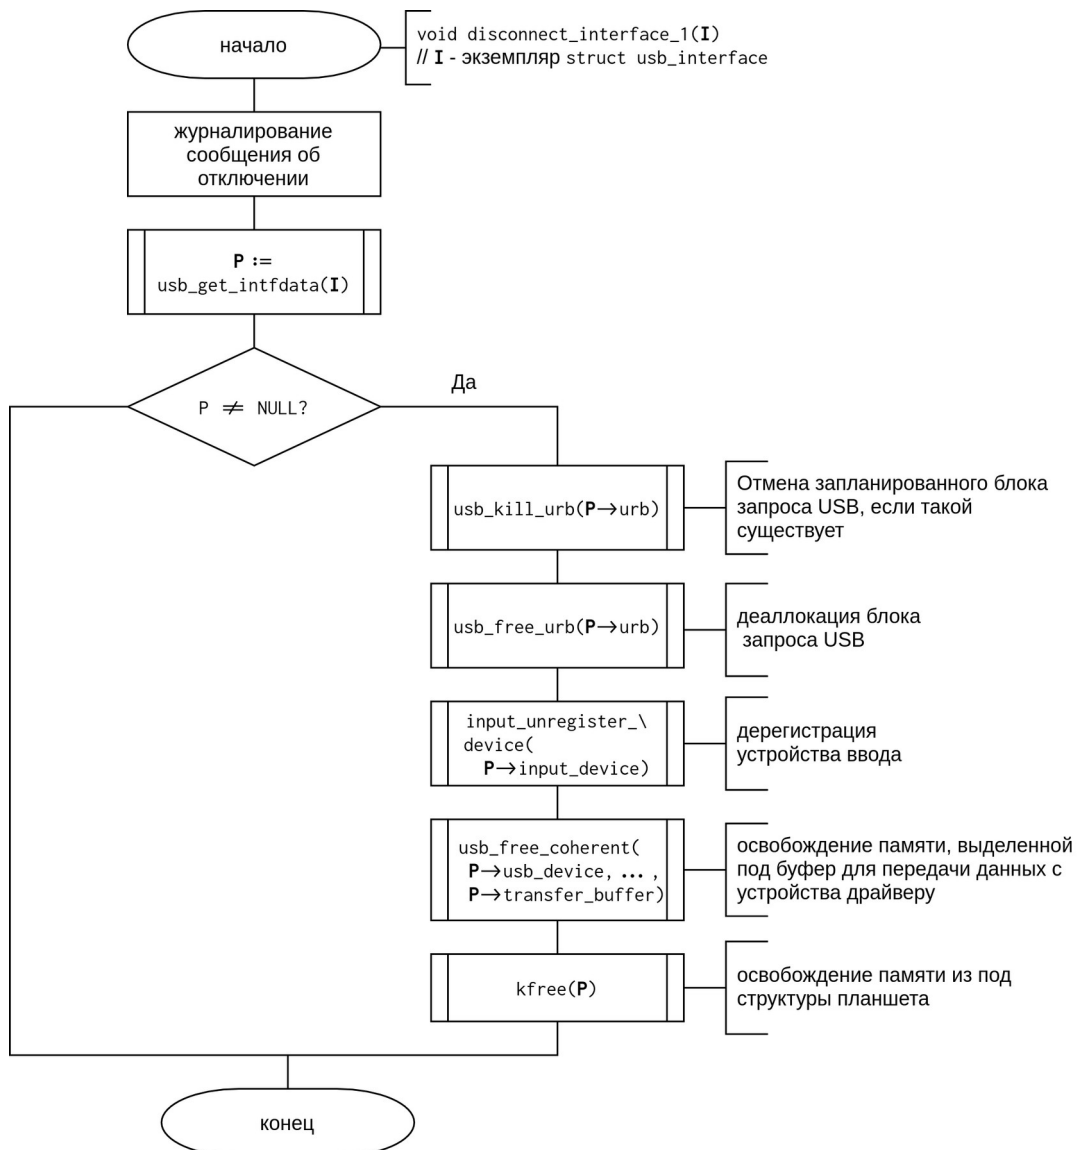 начало
void disconnect_interface_1(I)
// I - экземпляр struct usb_interface
журналирование
сообщения об
отключении
P :=
usb_get_intfdata(I)
P ≠ NULL?
Да
usb_kill_urb(P→urb)
Отмена запланированного блока
запроса USB, если такой
существует
usb_free_urb(P→urb)
деаллокация блока
запроса USB
input_unregister_\
device(
P→input_device)
дерегистрация
устройства ввода
usb_free_coherent(
P→usb_device, ... ,
P→transfer_buffer)
освобождение памяти, выделенной
под буфер для передачи данных с
устройства драйверу
kfree(P)
освобождение памяти из под
структуры планшета
конец